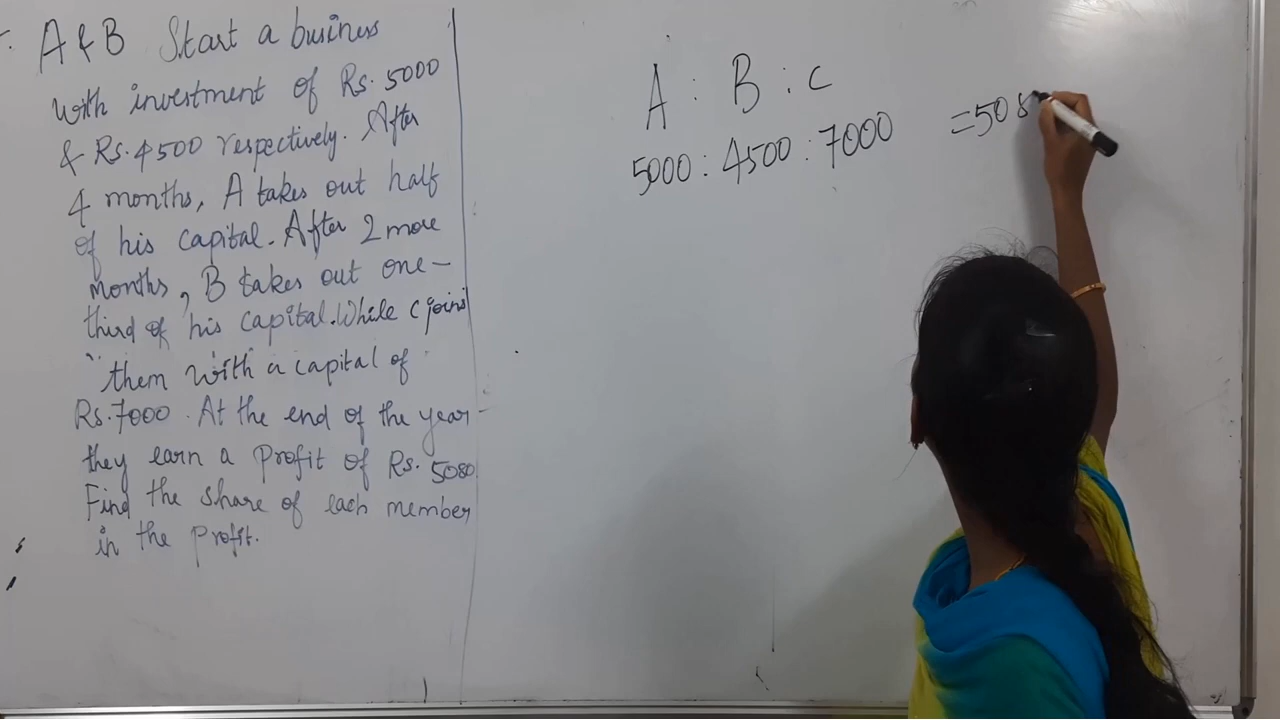 A & B Start a business
with investment of Rs. 5000
& Rs. 4500 respectively. After
4 months, A takes out half
of his capital. After 2 more
months, B takes out one-
third of his capital. While C joins
them with a capital of
Rs. 7000. At the end of the year
they earn a Profit of Rs. 5080
Find the share of each member
in the Profit.
A : B : C
5000 : 4500 : 7000 = 508